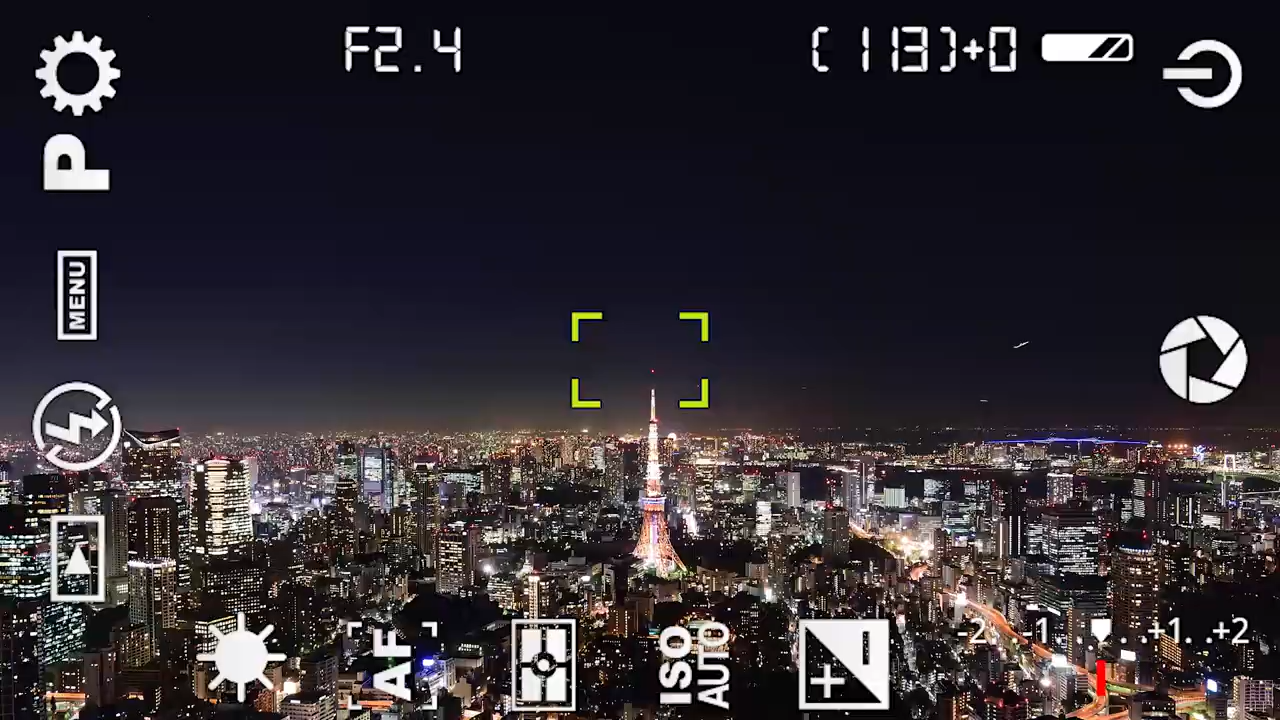 F2.4
(113)+0
P
MENU
AF
ISO
AUTO
-2. .-1 . . .+1. .+2